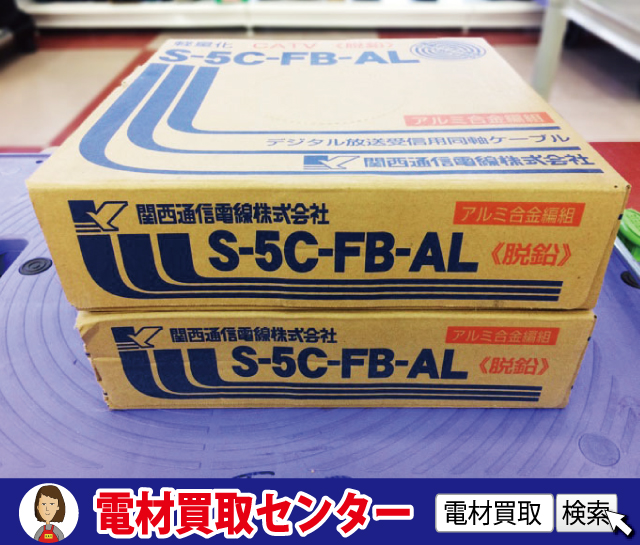 軽量化 CATV 《脱鉛》
S-5C-FB-AL
アルミ合金編組
デジタル放送受信用同軸ケーブル
関西通信電線株式会社
関西通信電線株式会社
アルミ合金編組
S-5C-FB-AL 《脱鉛》
関西通信電線株式会社
アルミ合金編組
S-5C-FB-AL 《脱鉛》
電材買取センター 電材買取 検索